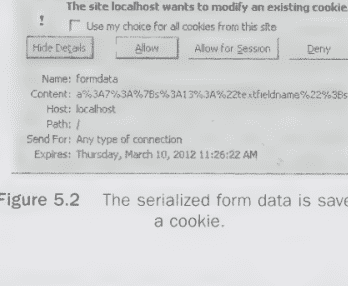 The site localhost wants to modify an existing cookie.
! Use my choice for all cookies from this site
Hide Details Allow Allow for Session Deny
Name: formdata
Content: a%3A7%3A%7Bs%3A13%3A%22textfieldname%22%3Bs
Host: localhost
Path: /
Send For: Any type of connection
Expires: Thursday, March 10, 2012 11:26:22 AM
Figure 5.2 The serialized form data is save
a cookie.